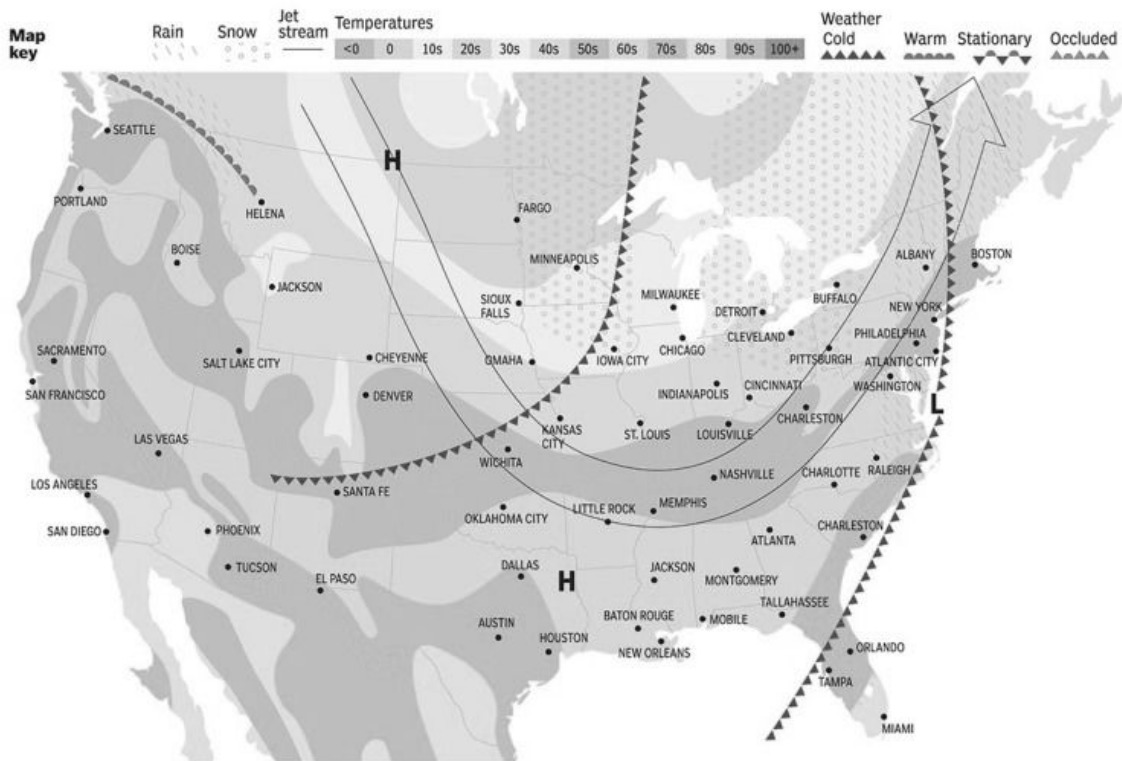 Map
key
Rain
Snow
Jet
stream
Temperatures
<0 0 10s 20s 30s 40s 50s 60s 70s 80s 90s 100+
Weather
Cold
Warm
Stationary
Occluded
SEATTLE
PORTLAND
HELENA
BOISE
JACKSON
FARGO
MINNEAPOLIS
SIOUX
FALLS
MILWAUKEE
DETROIT
BUFFALO
ALBANY
BOSTON
NEW YORK
PHILADELPHIA
ATLANTIC CITY
WASHINGTON
CLEVELAND
PITTSBURGH
CHICAGO
IOWA CITY
OMAHA
CHEYENNE
SALT LAKE CITY
SACRAMENTO
SAN FRANCISCO
DENVER
INDIANAPOLIS
CINCINNATI
CHARLESTON
LOUISVILLE
ST. LOUIS
KANSAS
CITY
WICHITA
LAS VEGAS
LOS ANGELES
SANTA FE
NASHVILLE
CHARLOTTE
RALEIGH
MEMPHIS
LITTLE ROCK
OKLAHOMA CITY
SAN DIEGO
PHOENIX
TUCSON
EL PASO
DALLAS
JACKSON
ATLANTA
CHARLESTON
MONTGOMERY
TALLAHASSEE
BATON ROUGE
MOBILE
AUSTIN
HOUSTON
NEW ORLEANS
ORLANDO
TAMPA
MIAMI
H
H
L